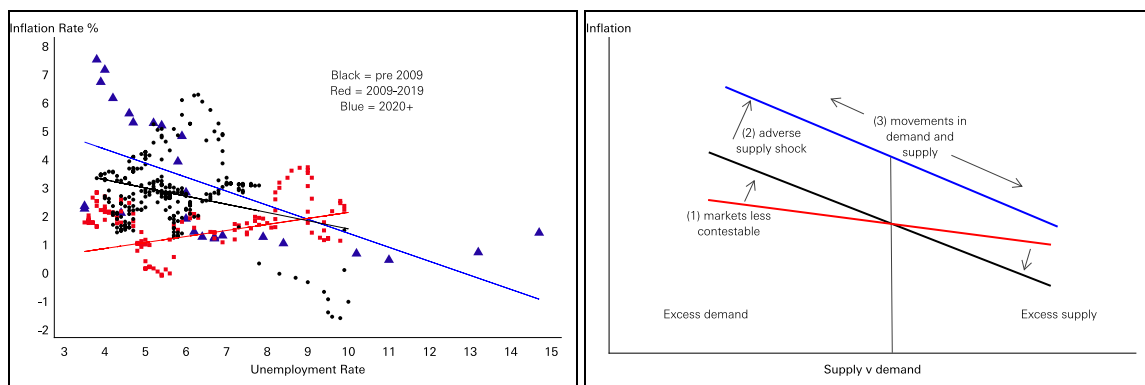 Inflation Rate %
8
7
6
5
4
3
2
1
0
-1
-2
3 4 5 6 7 8 9 10 11 12 13 14 15
Unemployment Rate
Black = pre 2009
Red = 2009-2019
Blue = 2020+
Inflation
(2) adverse
supply shock
(3) movements in
demand and
supply
(1) markets less
contestable
Excess demand
Excess supply
Supply v demand